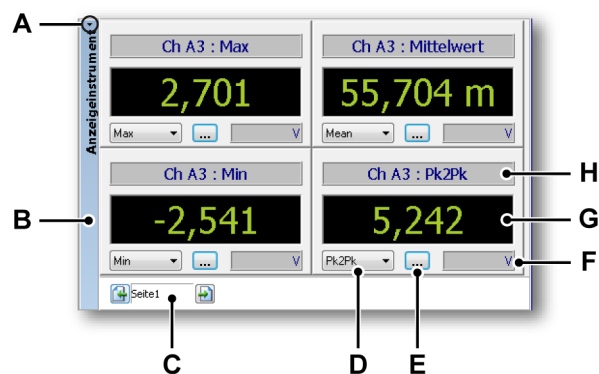 A
Anzeigeinstrument
Ch A3 : Max
Ch A3 : Mittelwert
2,701
55,704 m
Max
...
V
Mean
...
V
Ch A3 : Min
Ch A3 : Pk2Pk
H
B
-2,541
5,242
G
Min
...
V
Pk2Pk
...
V
F
Seite1
C
D
E